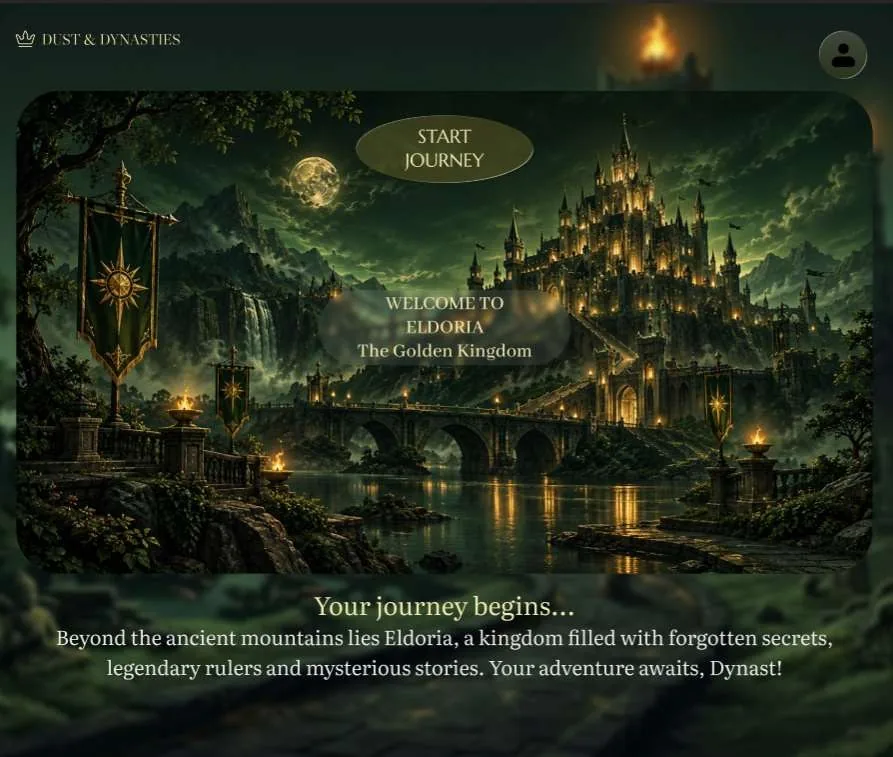 DUST & DYNASTIES
START
JOURNEY
WELCOME TO
ELDORIA
The Golden Kingdom
Your journey begins...
Beyond the ancient mountains lies Eldoria, a kingdom filled with forgotten secrets,
legendary rulers and mysterious stories. Your adventure awaits, Dynast!